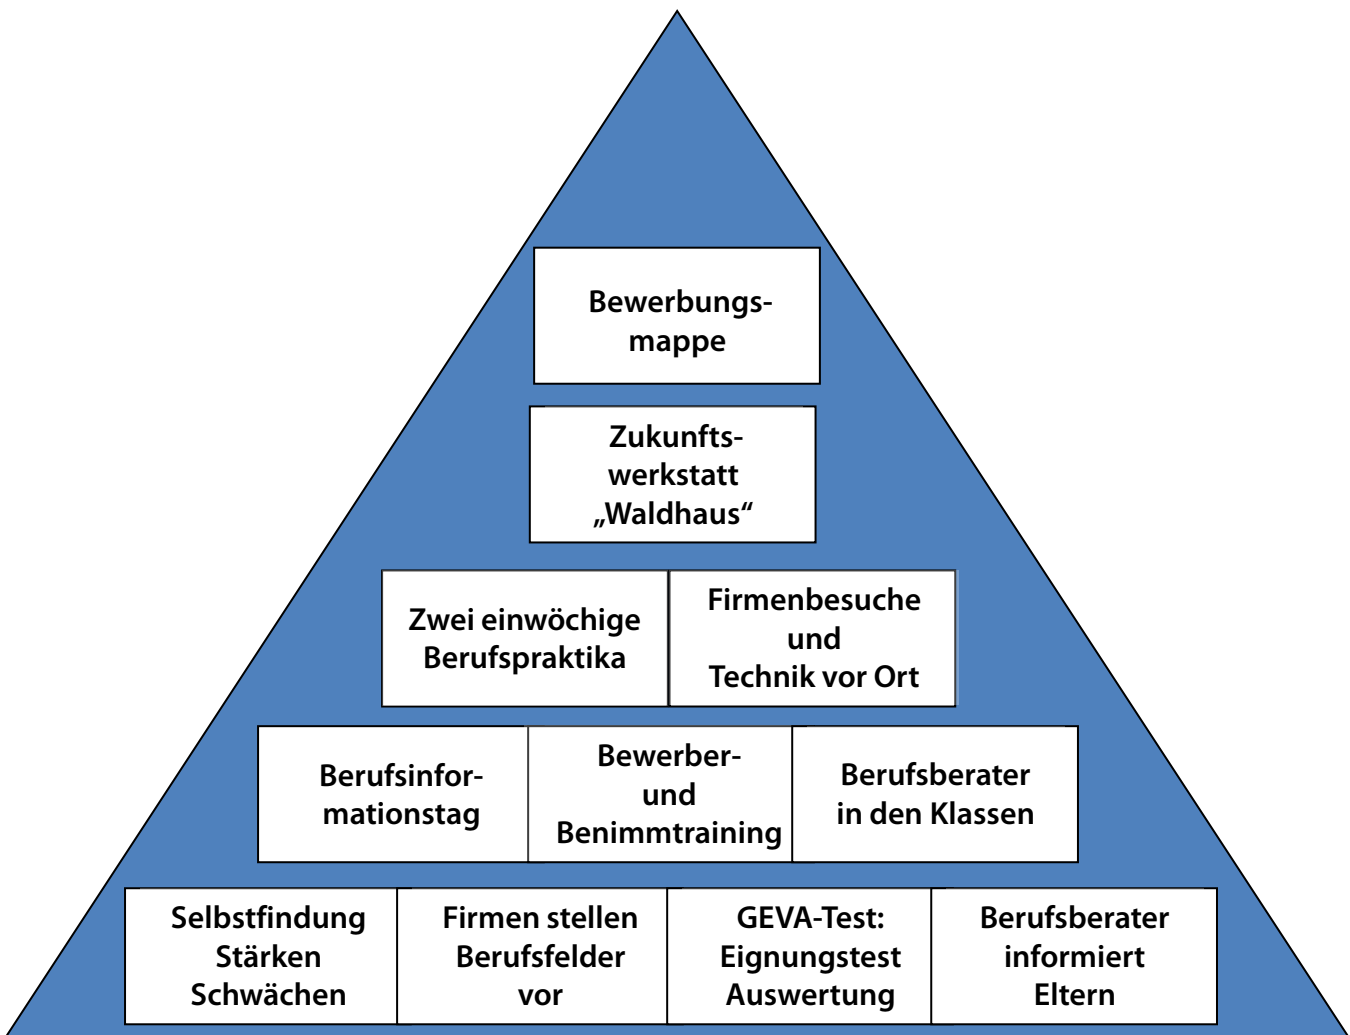 Bewerbungs-
mappe
Zukunfts-
werkstatt
„Waldhaus“
Zwei einwöchige
Berufspraktika
Firmenbesuche
und
Technik vor Ort
Berufsinfor-
mationstag
Bewerber-
und
Benimmtraining
Berufsberater
in den Klassen
Selbstfindung
Stärken
Schwächen
Firmen stellen
Berufsfelder
vor
GEVA-Test:
Eignungstest
Auswertung
Berufsberater
informiert
Eltern